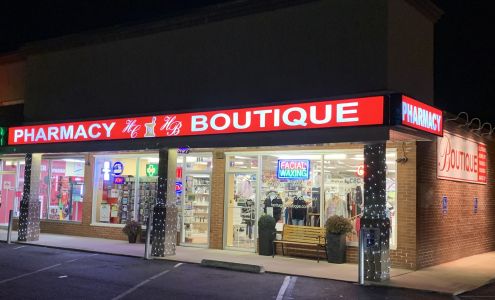 PHARMACY HC HB BOUTIQUE
PHARMACY
BOUTIQUE
FACIAL
WAXING